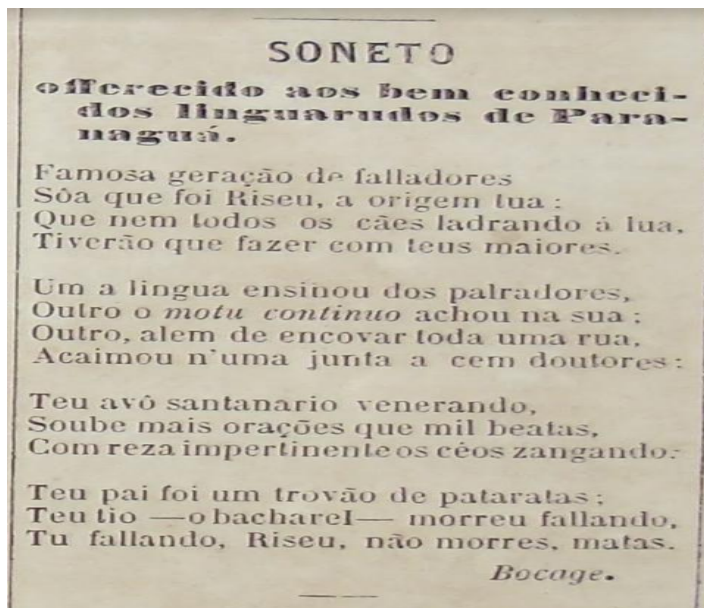 SONETO
offerecido aos bem conheci-
dos linguarudos de Para-
naguá.
Famosa geração de falladores
Sôa que foi Riseu, a origem tua:
Que nem todos os cães ladrando á lua,
Tiverão que fazer com teus maiores.
Um a lingua ensinou dos palradores,
Outro o motu continuo achou na sua;
Outro, alem de encovar toda uma rua,
Acaimou n'uma junta a cem doutores:
Teu avô santanario venerando,
Soube mais orações que mil beatas,
Com reza impertinente os céos zangando:
Teu pai foi um trovão de pataratas;
Teu tio —o bacharel— morreu fallando,
Tu fallando, Riseu, não morres, matas.
Bocage.